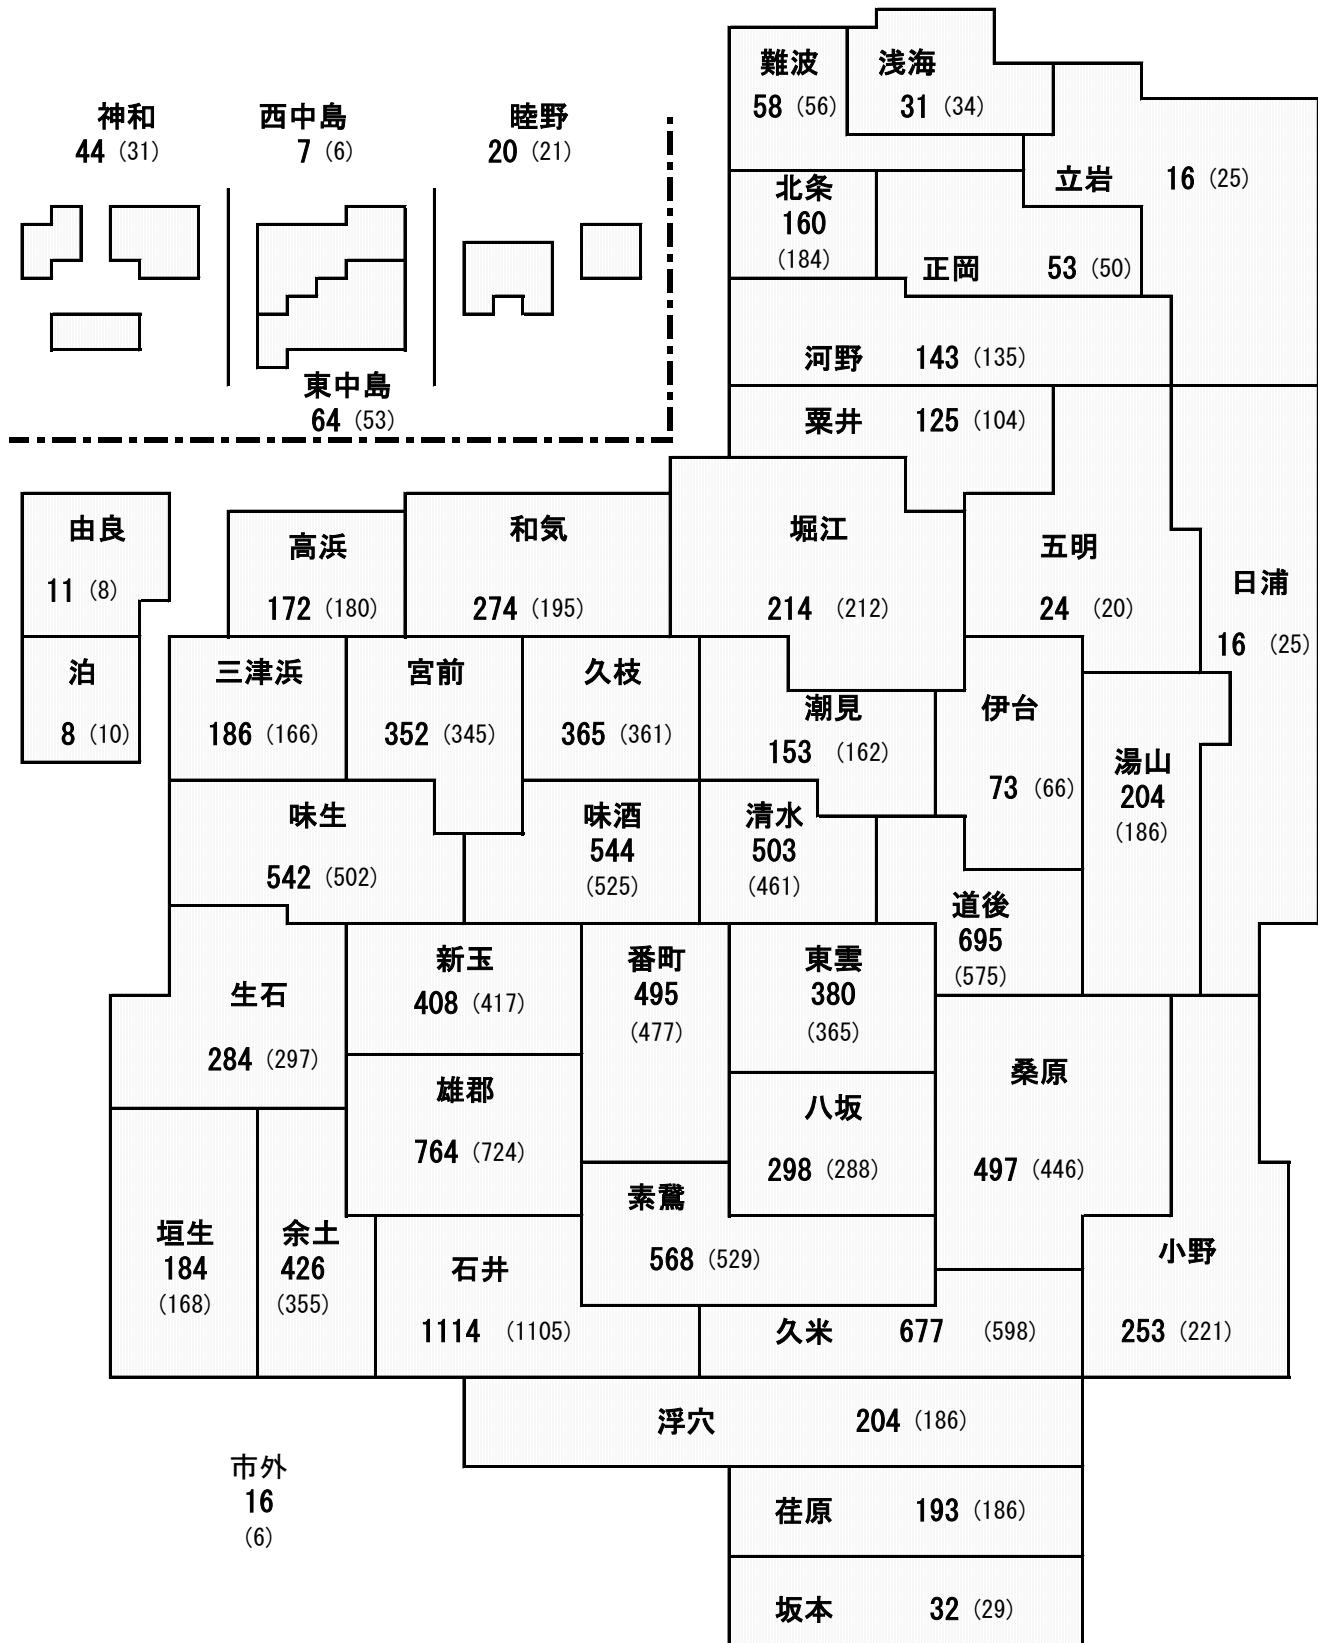 難波
58 (56)
浅海
31 (34)
神和
44 (31)
西中島
7 (6)
睦野
20 (21)
立岩 16 (25)
北条
160
(184)
正岡 53 (50)
河野 143 (135)
東中島
64 (53)
粟井 125 (104)
由良
11 (8)
高浜
172 (180)
和気
274 (195)
堀江
214 (212)
五明
24 (20)
日浦
16 (25)
泊
8 (10)
三津浜
186 (166)
宮前
352 (345)
久枝
365 (361)
潮見
153 (162)
伊台
73 (66)
湯山
204
(186)
味生
542 (502)
味酒
544
(525)
清水
503
(461)
道後
695
(575)
生石
284 (297)
新玉
408 (417)
番町
495
(477)
東雲
380
(365)
雄郡
764 (724)
八坂
298 (288)
桑原
497 (446)
垣生
184
(168)
余土
426
(355)
石井
1114 (1105)
素鵞
568 (529)
久米 677 (598)
小野
253 (221)
浮穴 204 (186)
市外
16
(6)
荏原 193 (186)
坂本 32 (29)